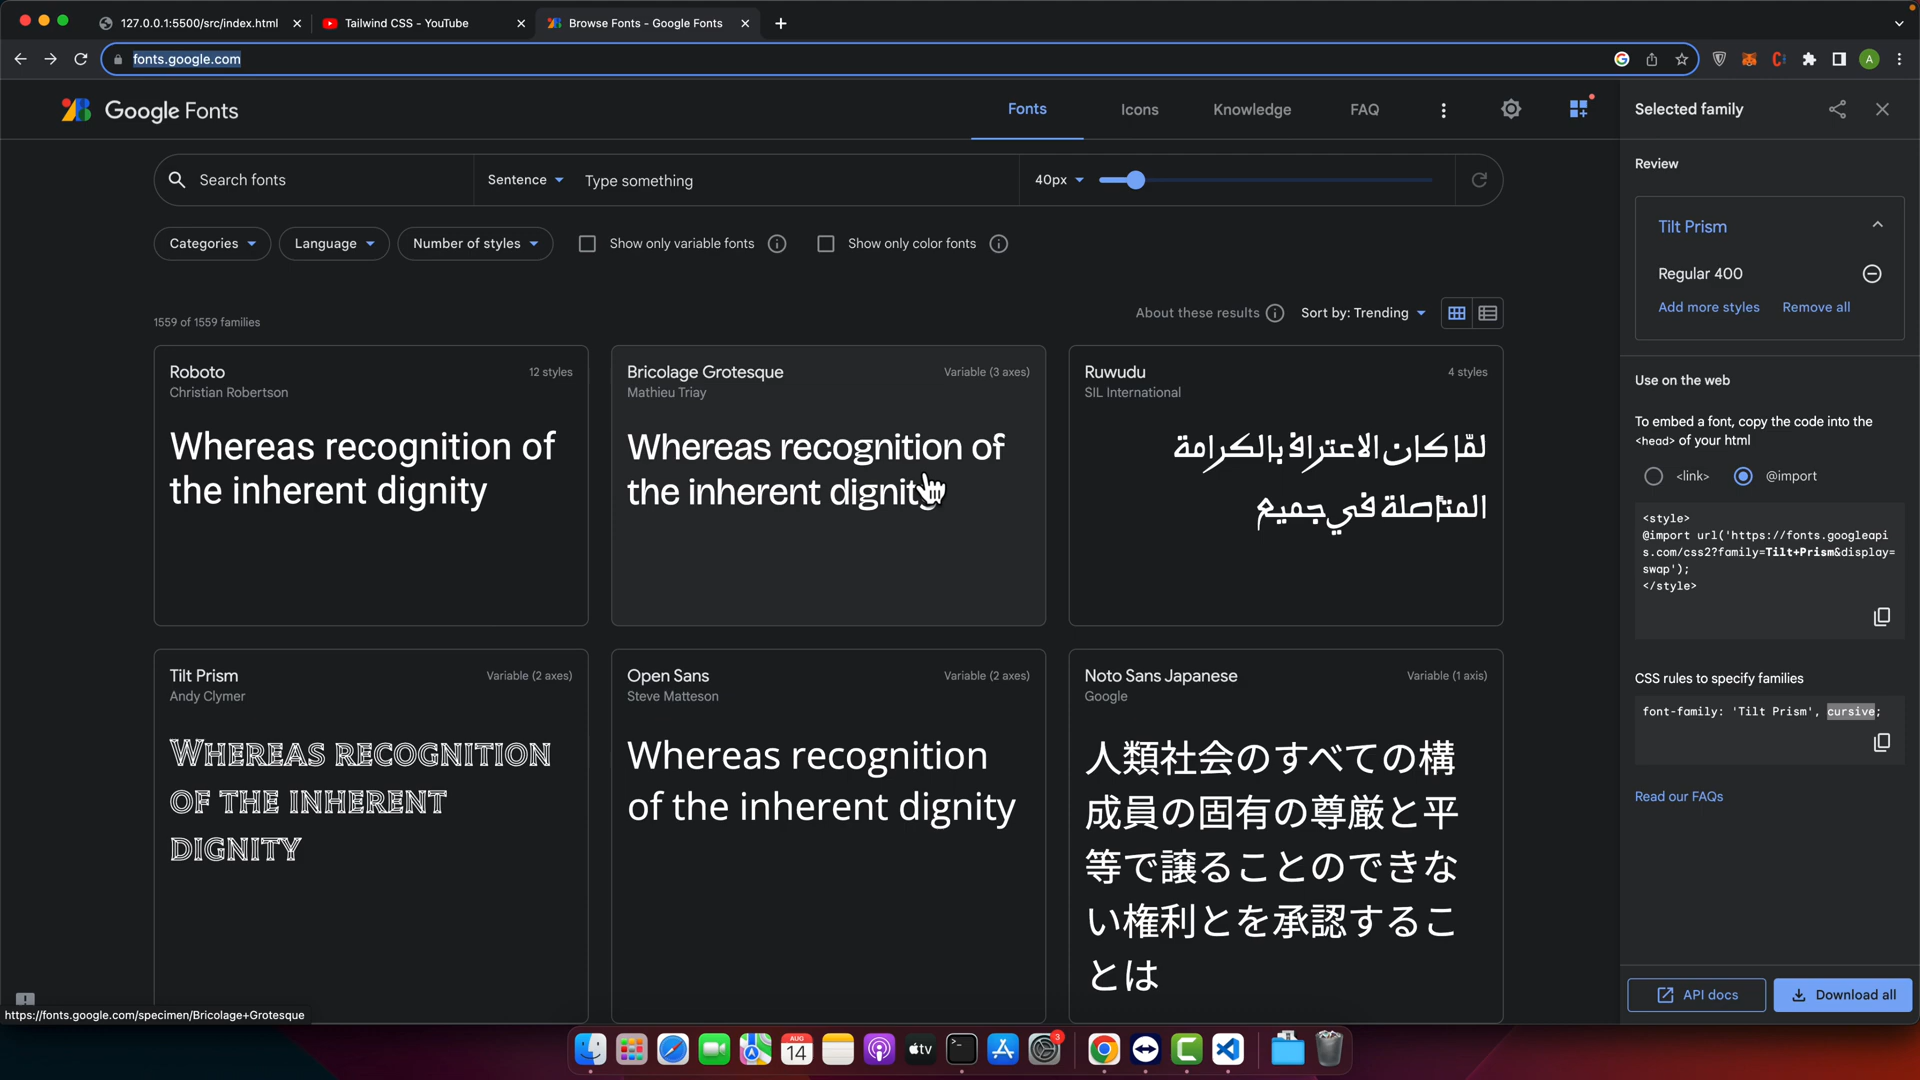 127.0.0.1:5500/src/index.html
Tailwind CSS - YouTube
Browse Fonts - Google Fonts
fonts.google.com
A
Google Fonts
Fonts
Icons
Knowledge
FAQ
Selected family
Search fonts
Sentence
Type something
40px
Review
Categories
Language
Number of styles
Show only variable fonts
Show only color fonts
Tilt Prism
Regular 400
Add more styles
Remove all
1559 of 1559 families
About these results
Sort by: Trending
Roboto
12 styles
Christian Robertson
Whereas recognition of
the inherent dignity
Bricolage Grotesque
Variable (3 axes)
Mathieu Triay
Whereas recognition of
the inherent dignity
Ruwudu
4 styles
SIL International
لمّا كان الاعتراف بالكرامة
المتأصلة في جميع
Use on the web
To embed a font, copy the code into the
<head> of your html
<link>
@import
<style>
@import url('https://fonts.googleapi
s.com/css2?family=Tilt+Prism&display=
swap');
</style>
CSS rules to specify families
font-family: 'Tilt Prism', cursive;
Read our FAQs
Tilt Prism
Variable (2 axes)
Andy Clymer
WHEREAS RECOGNITION
OF THE INHERENT
DIGNITY
Open Sans
Variable (2 axes)
Steve Matteson
Whereas recognition
of the inherent dignity
Noto Sans Japanese
Variable (1 axis)
Google
人類社会のすべての構
成員の固有の尊厳と平
等で譲ることのできな
い権利とを承認するこ
とは
API docs
Download all
https://fonts.google.com/specimen/Bricolage+Grotesque
AUG
14
tv
3